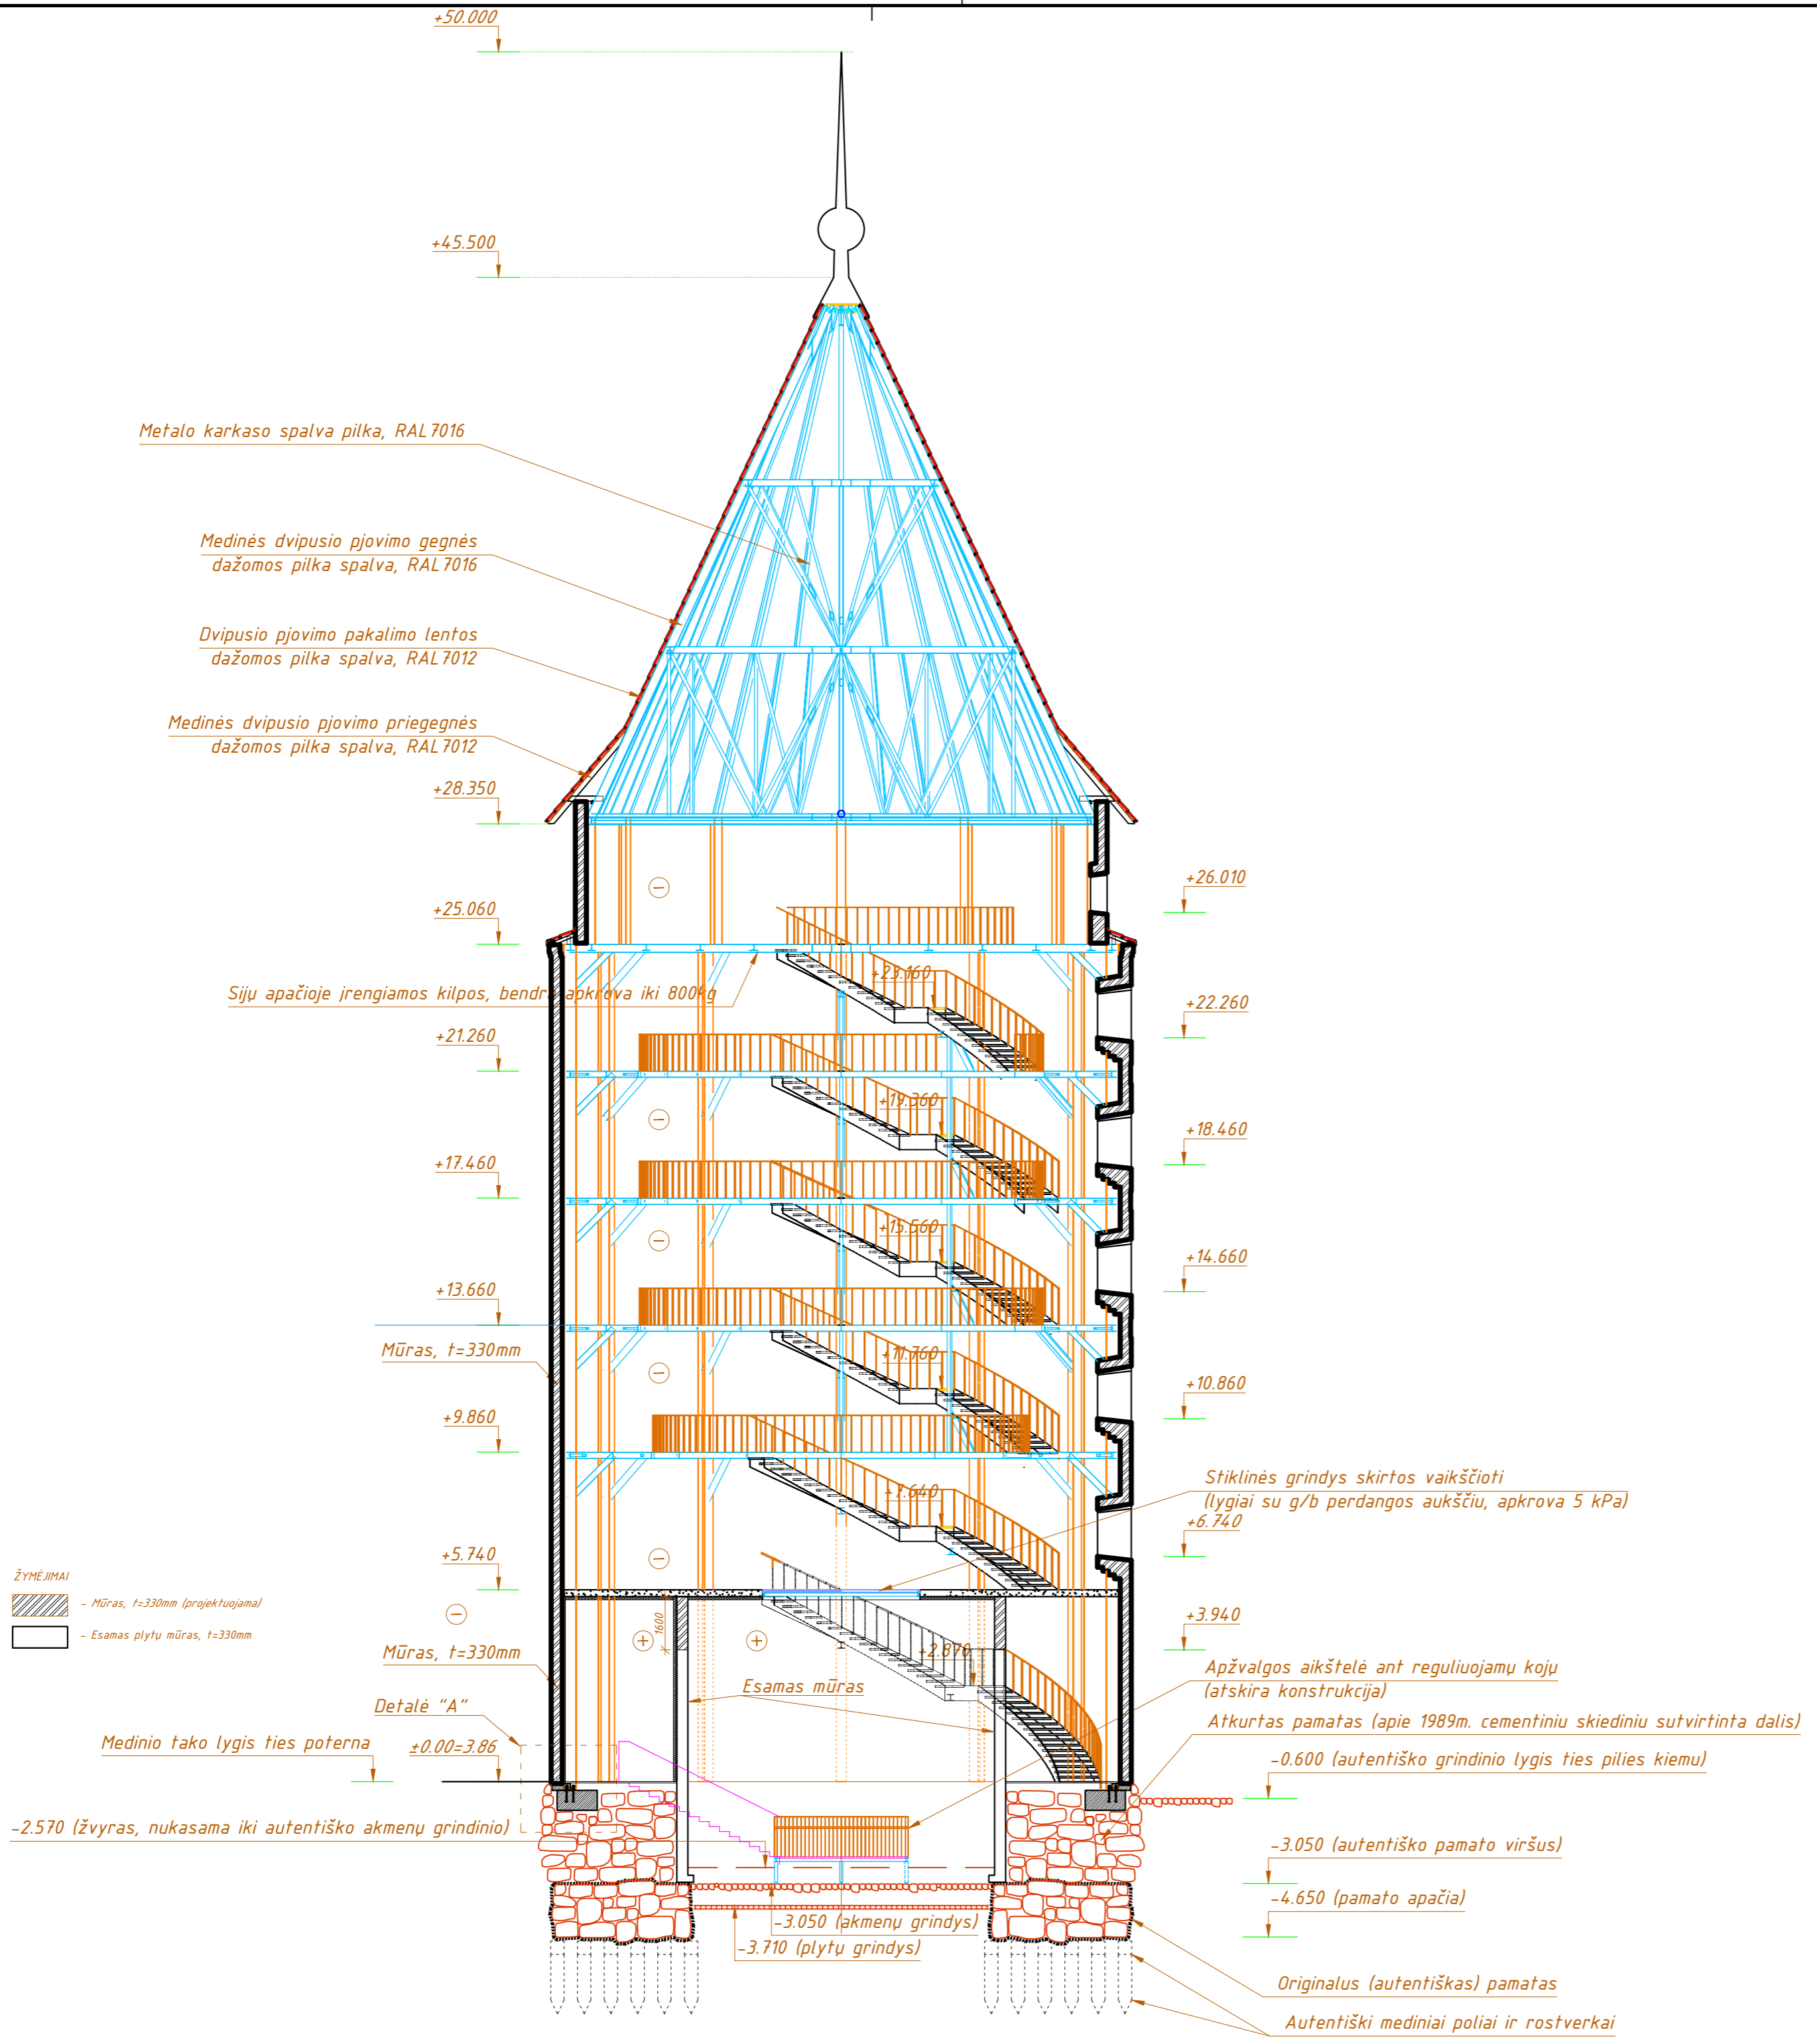 +50.000
+45.500
Metalo karkaso spalva pilka, RAL7016
Medinės dvipusio pjovimo gegnės
dažomos pilka spalva, RAL7016
Dvipusio pjovimo pakalimo lentos
dažomos pilka spalva, RAL7012
Medinės dvipusio pjovimo priegegnės
dažomos pilka spalva, RAL7012
+28.350
+26.010
+25.060
+23.160
Sijų apačioje įrengiamos kilpos, bendra apkrova iki 800kg
+22.260
+21.260
+19.360
+18.460
+17.460
+15.560
+14.660
+13.660
Mūras, t=330mm
+11.760
+10.860
+9.860
Stiklinės grindys skirtos vaikščioti
(lygiai su g/b perdangos aukščiu, apkrova 5 kPa)
+7.640
+6.740
+5.740
ŽYMĖJIMAI
- Mūras, t=330mm (projektuojama)
- Esamas plytų mūras, t=330mm
1600
+3.940
+2.870
Mūras, t=330mm
Esamas mūras
Apžvalgos aikštelė ant reguliuojamų kojų
(atskira konstrukcija)
Detalė "A"
Atkurtas pamatas (apie 1989m. cementiniu skiediniu sutvirtinta dalis)
Medinio tako lygis ties poterna
±0.00=3.86
-0.600 (autentiško grindinio lygis ties pilies kiemu)
-2.570 (žvyras, nukasama iki autentiško akmenų grindinio)
-3.050 (autentiško pamato viršus)
-4.650 (pamato apačia)
-3.050 (akmenų grindys)
-3.710 (plytų grindys)
Originalus (autentiškas) pamatas
Autentiški mediniai poliai ir rostverkai